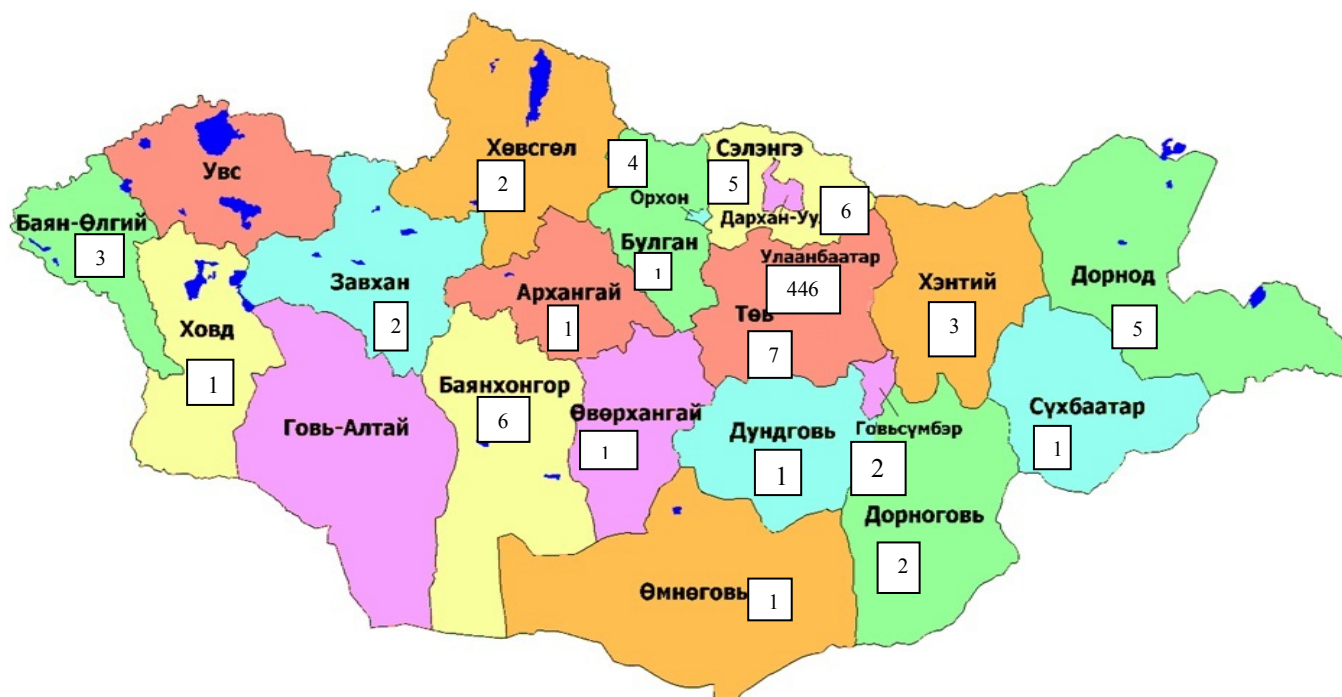 Хөвсгөл
2
4
Сэлэнгэ
5
Увс
Орхон
Дархан-Уул
6
Баян-Өлгий
3
Булган
1
Улаанбаатар
446
Завхан
2
Архангай
1
Төв
7
Хэнтий
3
Дорнод
5
Ховд
1
Баянхонгор
6
Өвөрхангай
1
Говь-Алтай
Дундговь
1
Говьсүмбэр
2
Сүхбаатар
1
Дорноговь
2
Өмнөговь
1